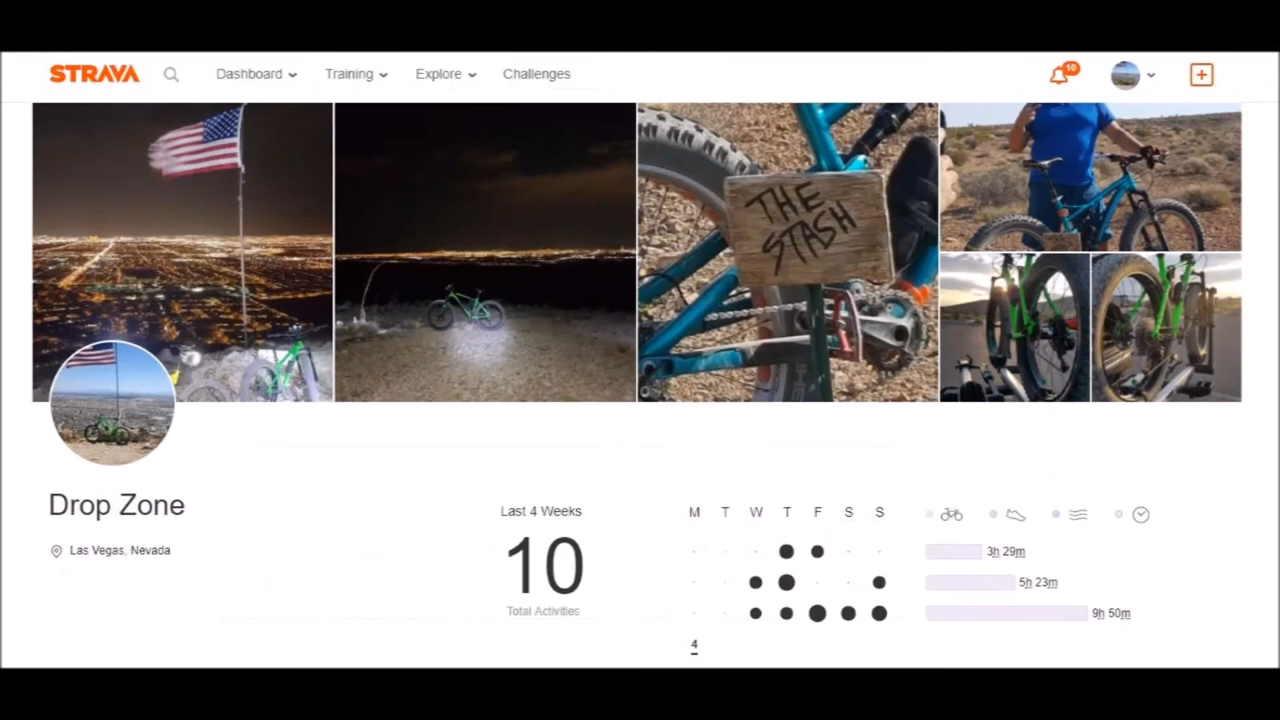 STRAVA Dashboard Training Explore Challenges 10
THE
STASH
Drop Zone
Las Vegas, Nevada
Last 4 Weeks
10
Total Activities
M T W T F S S
3h 29m
5h 23m
9h 50m
4